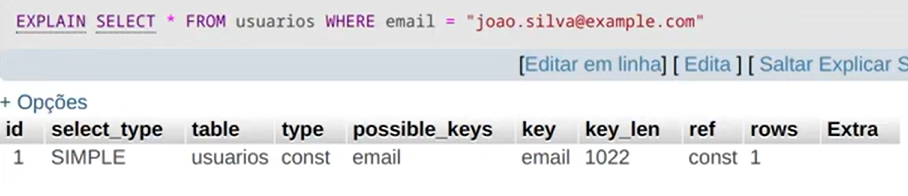 EXPLAIN SELECT * FROM usuarios WHERE email = "joao.silva@example.com"
[Editar em linha] [ Edita ] [ Saltar Explicar S
+ Opções
id select_type table type possible_keys key key_len ref rows Extra
1 SIMPLE usuarios const email email 1022 const 1